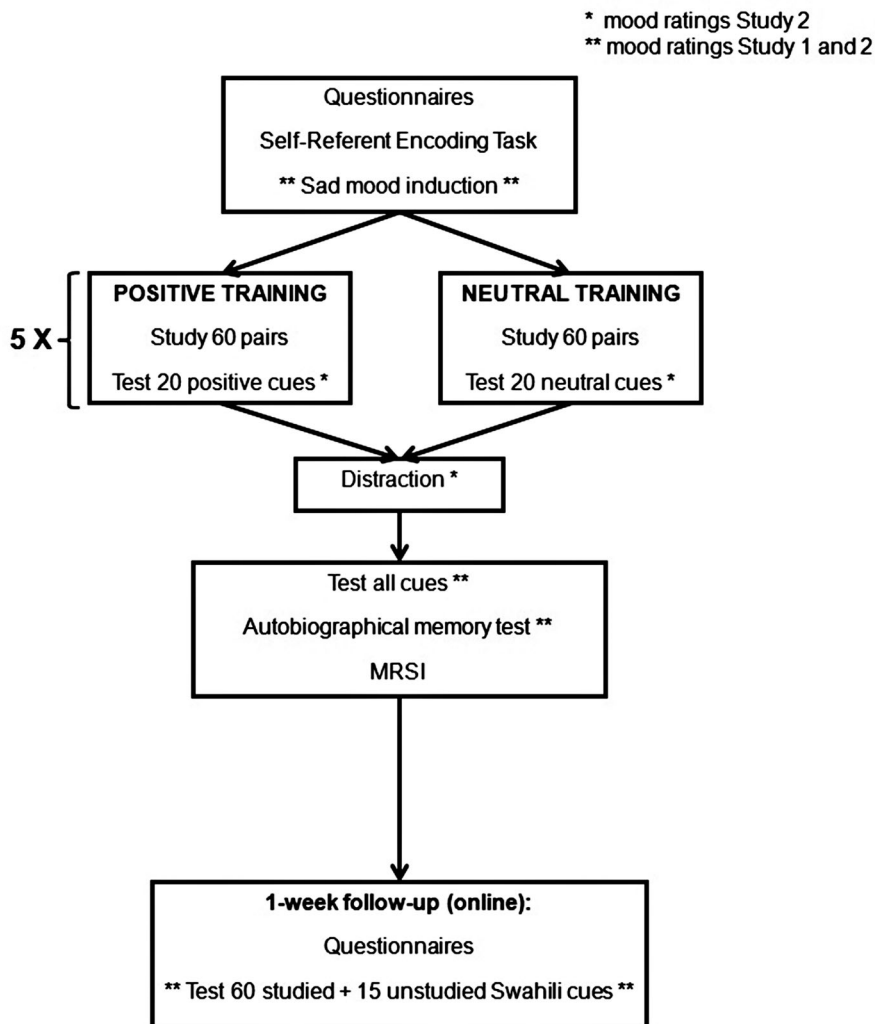 * mood ratings Study 2
** mood ratings Study 1 and 2
Questionnaires
Self-Referent Encoding Task
** Sad mood induction **
5 X
POSITIVE TRAINING
Study 60 pairs
Test 20 positive cues *
NEUTRAL TRAINING
Study 60 pairs
Test 20 neutral cues *
Distraction *
Test all cues **
Autobiographical memory test **
MRSI
1-week follow-up (online):
Questionnaires
** Test 60 studied + 15 unstudied Swahili cues **